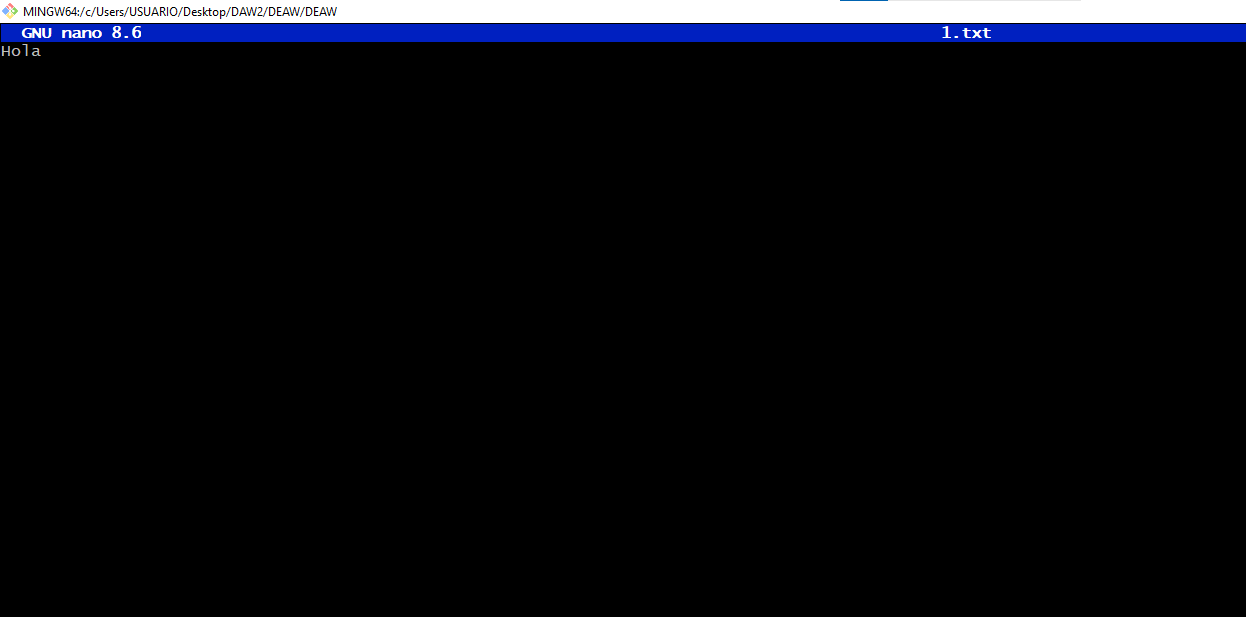 MINGW64:/c/Users/USUARIO/Desktop/DAW2/DEAW/DEAW
GNU nano 8.6 1.txt
Hola